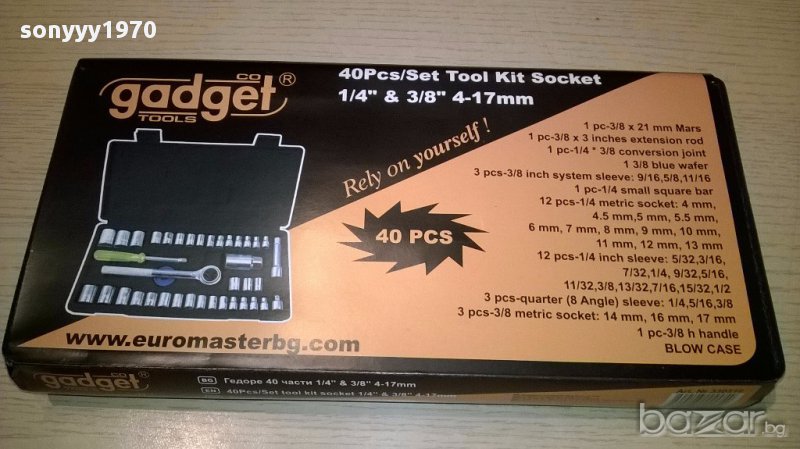 sonyyy1970
CO
gadget®
TOOLS
40Pcs/Set Tool Kit Socket
1/4" & 3/8" 4-17mm
Rely on yourself !
40 PCS
1 pc-3/8 x 21 mm Mars
1 pc-3/8 x 3 inches extension rod
1 pc-1/4 * 3/8 conversion joint
1 3/8 blue wafer
3 pcs-3/8 inch system sleeve: 9/16,5/8,11/16
1 pc-1/4 small square bar
12 pcs-1/4 metric socket: 4 mm,
4.5 mm,5 mm, 5.5 mm,
6 mm, 7 mm, 8 mm, 9 mm, 10 mm,
11 mm, 12 mm, 13 mm
12 pcs-1/4 inch sleeve: 5/32,3/16,
7/32,1/4, 9/32,5/16,
11/32,3/8,13/32,7/16,15/32,1/2
3 pcs-quarter (8 Angle) sleeve: 1/4,5/16,3/8
3 pcs-3/8 metric socket: 14 mm, 16 mm, 17 mm
1 pc-3/8 h handle
BLOW CASE
www.euromasterbg.com
CO
gadget
TOOLS
BG Гедоре 40 части 1/4" & 3/8" 4-17mm
EN 40Pcs/Set tool kit socket 1/4" & 3/8" 4-17mm
Art. №
bazar.bg